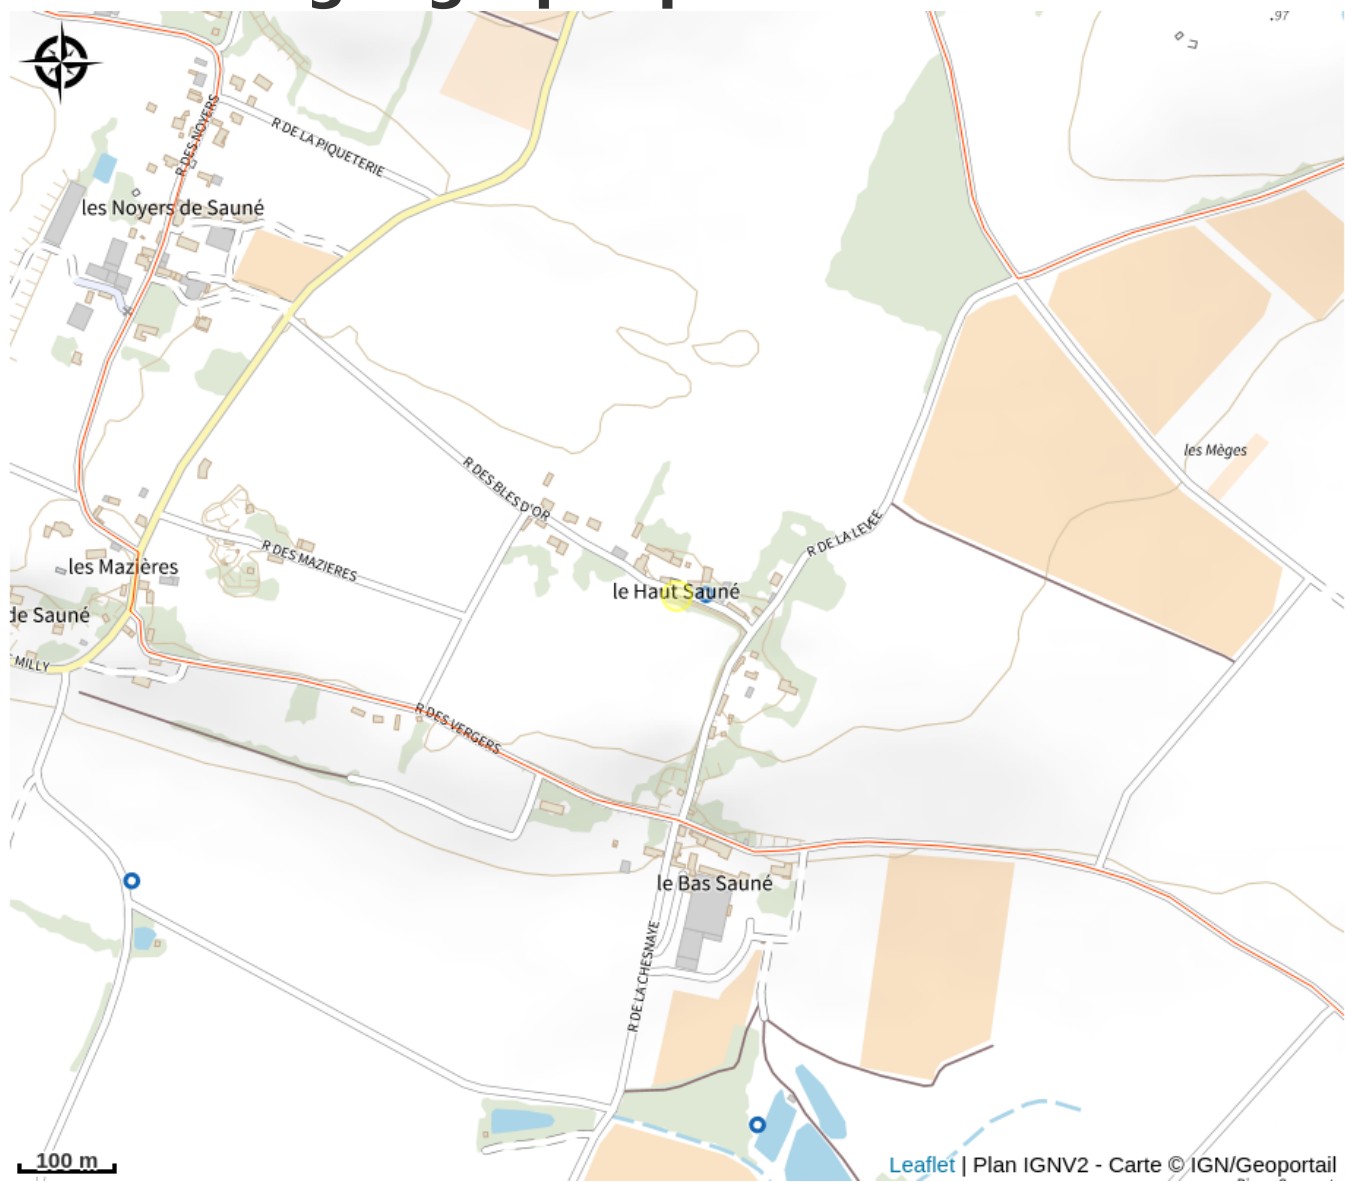 .97
R DES NOYERS
R DE LA PIQUETERIE
les Noyers de Sauné
les Mèges
R DES BLES D'OR
R DE LA LEVEE
R DES MAZIERES
les Mazières
le Haut Sauné
de Sauné
MILLY
R DES VERGERS
le Bas Sauné
R DE LA CHESNAYE
100 m
Leaflet | Plan IGNV2 - Carte © IGN/Geoportail